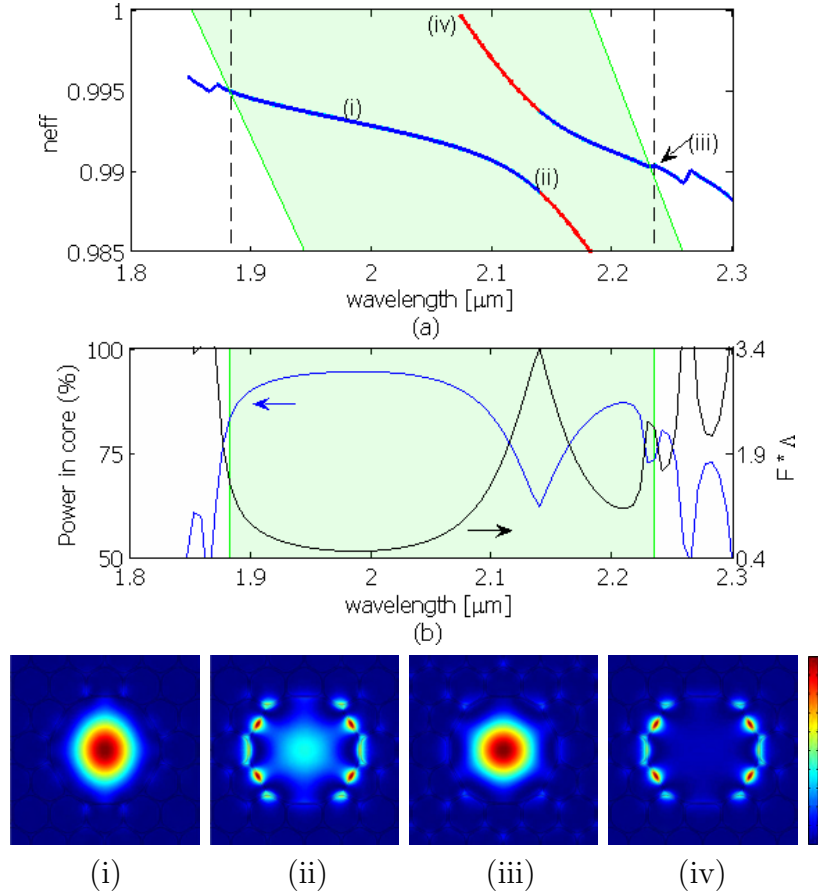 1
0.995
0.99
0.985
neff
(iv)
(i)
(ii)
(iii)
1.8 1.9 2 2.1 2.2 2.3
wavelength [μm]
(a)
100
75
50
Power in core (%)
3.4
1.9
0.4
F * Λ
1.8 1.9 2 2.1 2.2 2.3
wavelength [μm]
(b)
(i) (ii) (iii) (iv)